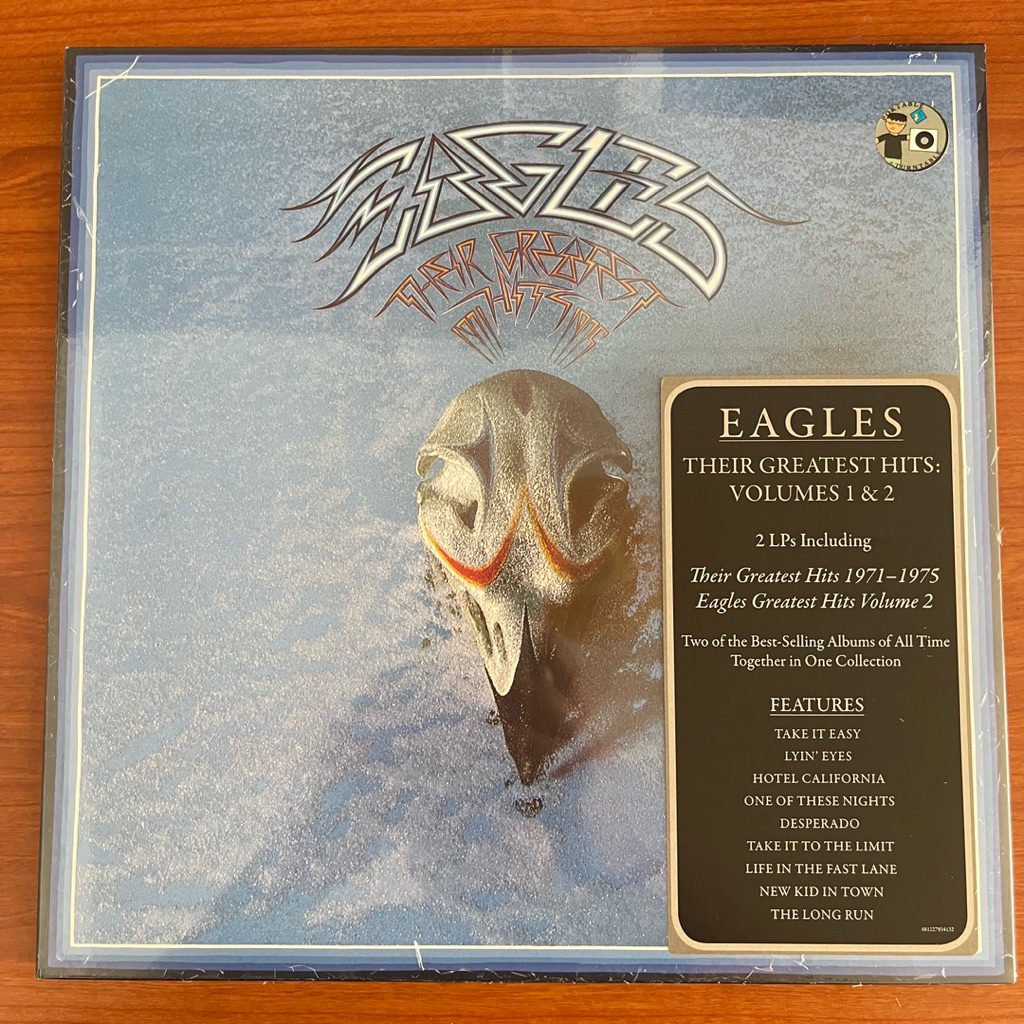 EAGLES
THEIR GREATEST
HITS
PORTABLE
TURNTABLE
EAGLES
THEIR GREATEST HITS:
VOLUMES 1 & 2
2 LPs Including
Their Greatest Hits 1971–1975
Eagles Greatest Hits Volume 2
Two of the Best-Selling Albums of All Time
Together in One Collection
FEATURES
TAKE IT EASY
LYIN' EYES
HOTEL CALIFORNIA
ONE OF THESE NIGHTS
DESPERADO
TAKE IT TO THE LIMIT
LIFE IN THE FAST LANE
NEW KID IN TOWN
THE LONG RUN